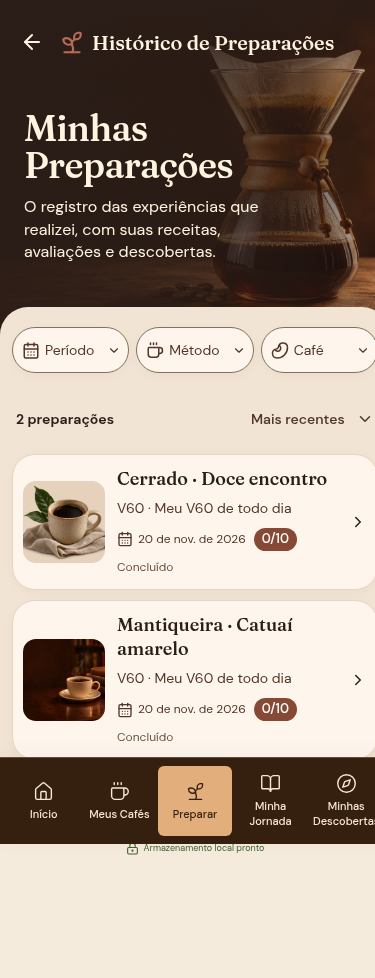 Histórico de Preparações
Minhas
Preparações
O registro das experiências que
realizei, com suas receitas,
avaliações e descobertas.
Período
Método
Café
2 preparações
Mais recentes
Cerrado · Doce encontro
V60 · Meu V60 de todo dia
20 de nov. de 2026
0/10
Concluído
Mantiqueira · Catuaí
amarelo
V60 · Meu V60 de todo dia
20 de nov. de 2026
0/10
Concluído
Início
Meus Cafés
Preparar
Minha
Jornada
Minhas
Descobertas
Armazenamento local pronto